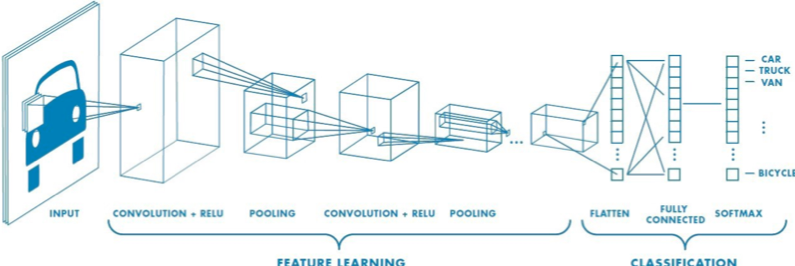 CAR
TRUCK
VAN
BICYCLE
INPUT
CONVOLUTION + RELU
POOLING
CONVOLUTION + RELU
POOLING
FLATTEN
FULLY
CONNECTED
SOFTMAX
FEATURE LEARNING
CLASSIFICATION